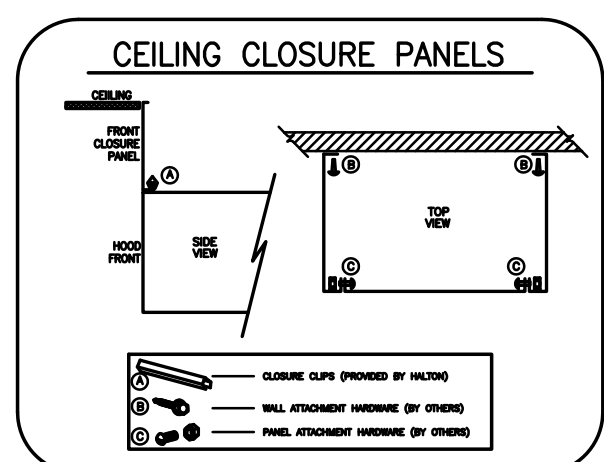 CEILING CLOSURE PANELS
CEIILING
FRONT
CLOSURE
PANEL
A
HOOD
FRONT
SIDE
VIEW
B
B
TOP
VIEW
C
C
A
CLOSURE CLIPS (PROVIDED BY HALTON)
B
WALL ATTACHMENT HARDWARE (BY OTHERS)
C
PANEL ATTACHMENT HARDWARE (BY OTHERS)